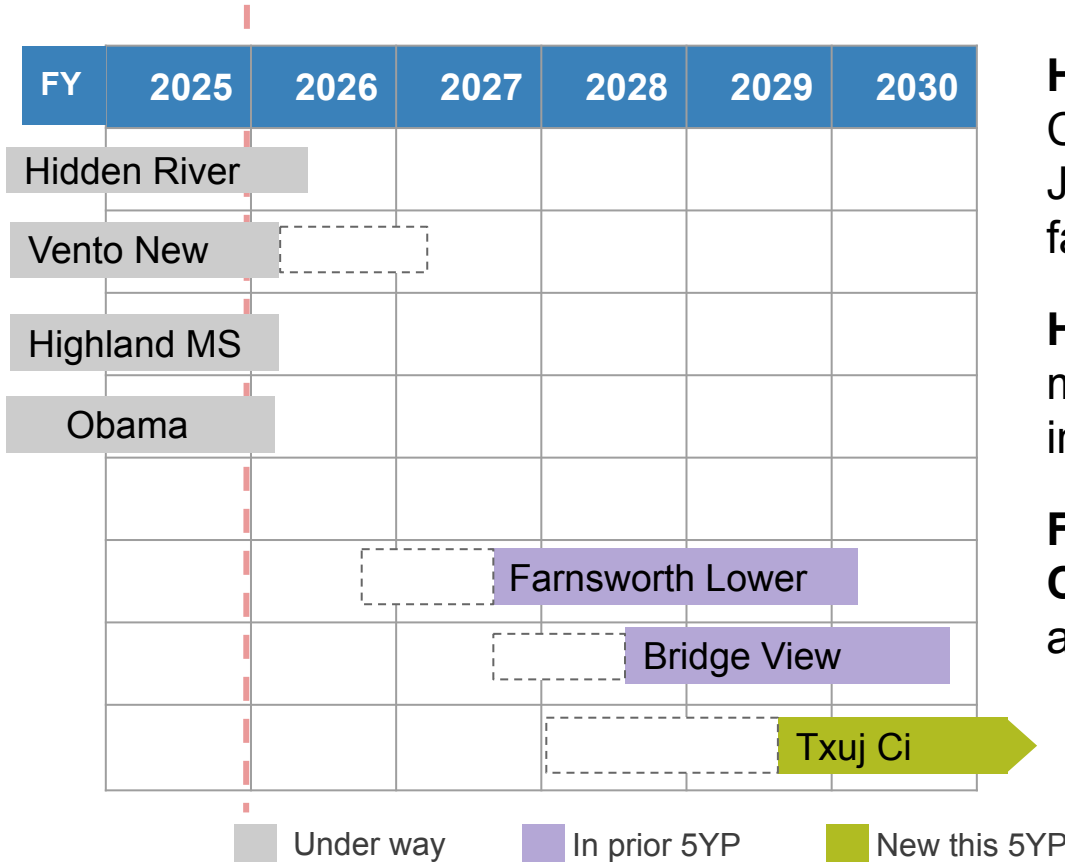 FY 2025 2026 2027 2028 2029 2030
Hidden River
Vento New
Highland MS
Obama
Farnsworth Lower
Bridge View
Txuj Ci
Under way In prior 5YP New this 5YP